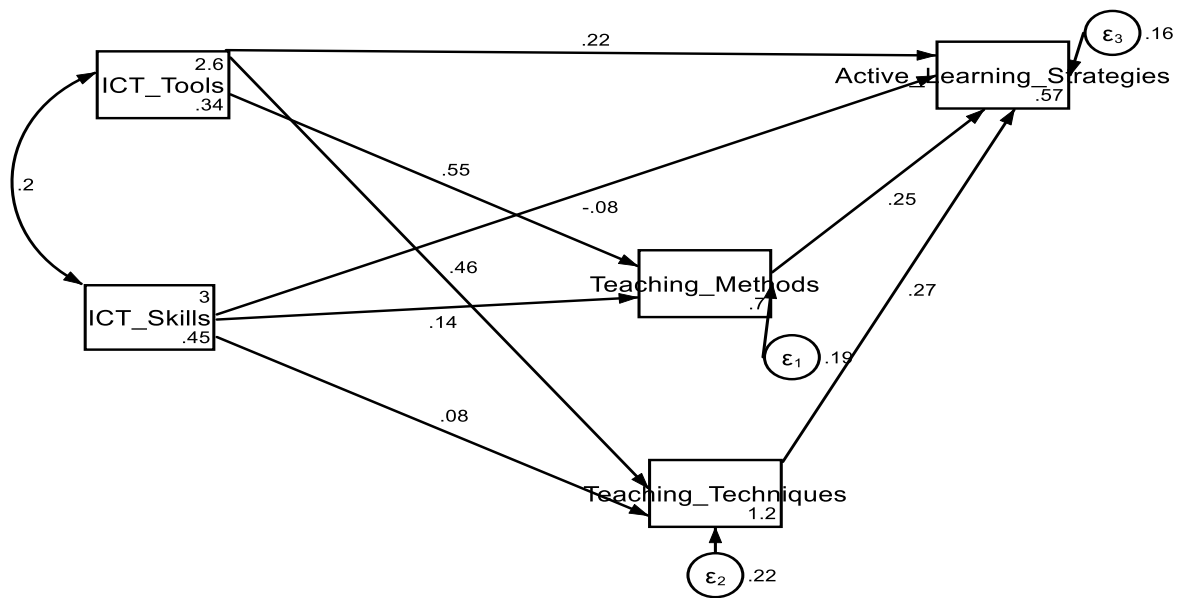 .22
ε3
.16
2.6
ICT_Tools
.34
Active_Learning_Strategies
.57
.2
.55
-.08
.25
.46
Teaching_Methods
.7
3
ICT_Skills
.45
.14
.27
ε1
.19
.08
Teaching_Techniques
1.2
ε2
.22